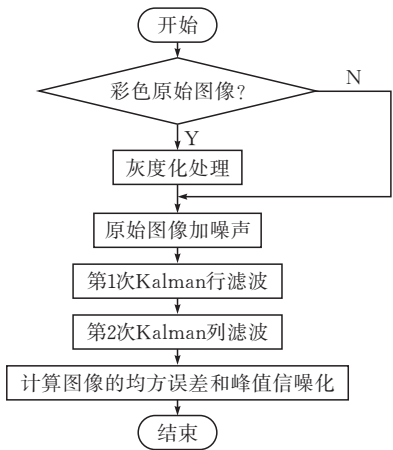 开始
彩色原始图像?
N
Y
灰度化处理
原始图像加噪声
第1次Kalman行滤波
第2次Kalman列滤波
计算图像的均方误差和峰值信噪化
结束